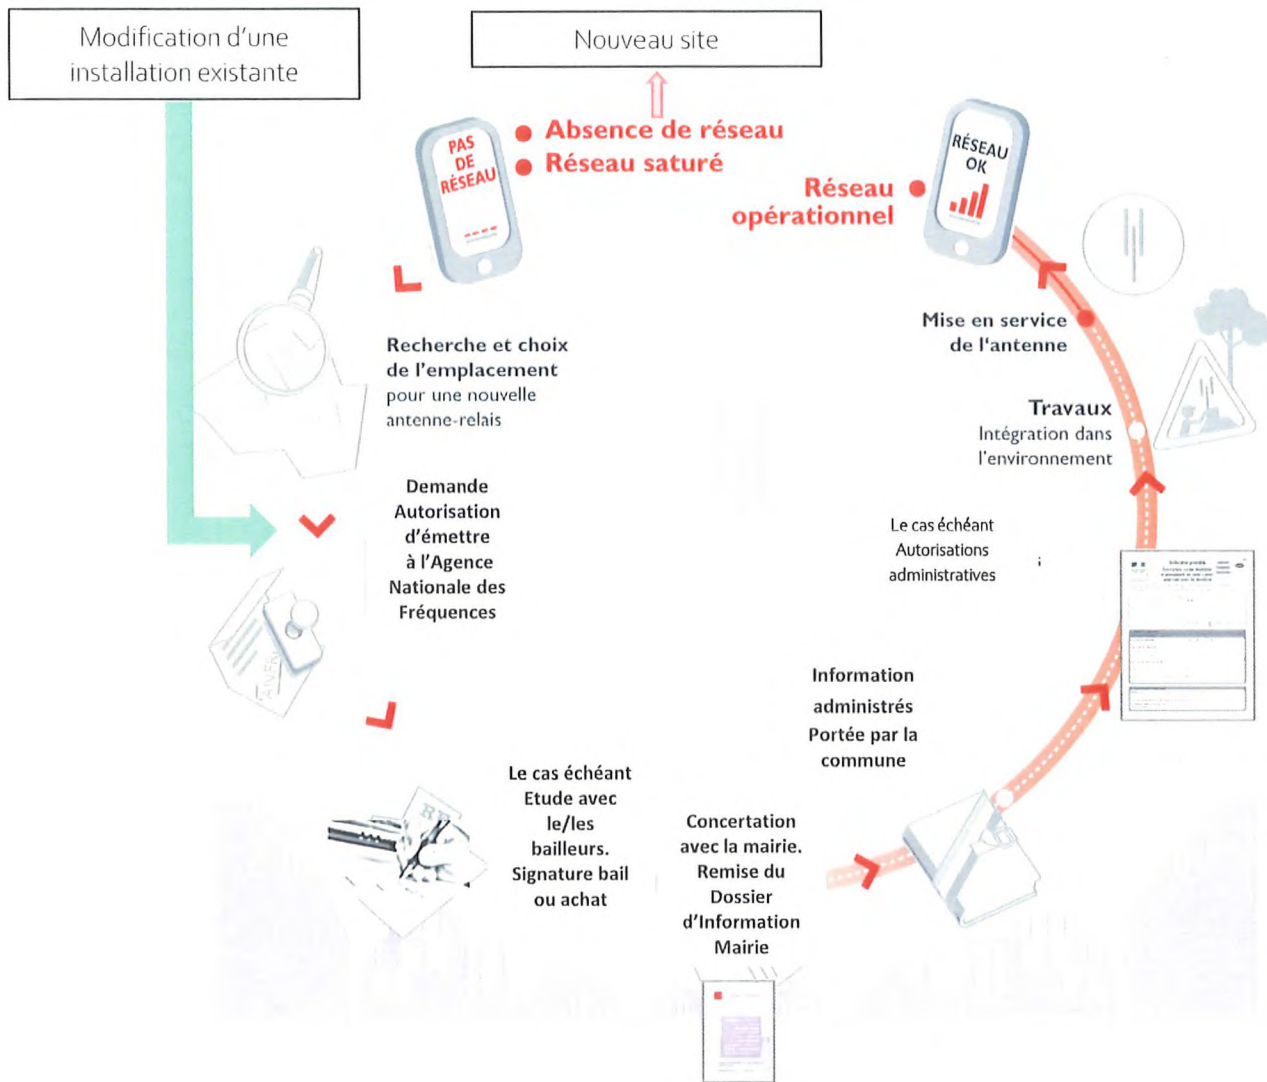 Modification d'une
installation existante
Nouveau site
PAS
DE
RÉSEAU
Absence de réseau
Réseau saturé
RÉSEAU
OK
Réseau
opérationnel
Recherche et choix
de l'emplacement
pour une nouvelle
antenne-relais
Demande
Autorisation
d'émettre
à l'Agence
Nationale des
Fréquences
ANFR
Le cas échéant
Etude avec
le/les
bailleurs.
Signature bail
ou achat
Concertation
avec la mairie.
Remise du
Dossier
d'Information
Mairie
Information
administrés
Portée par la
commune
Le cas échéant
Autorisations
administratives
Travaux
Intégration dans
l'environnement
Mise en service
de l'antenne